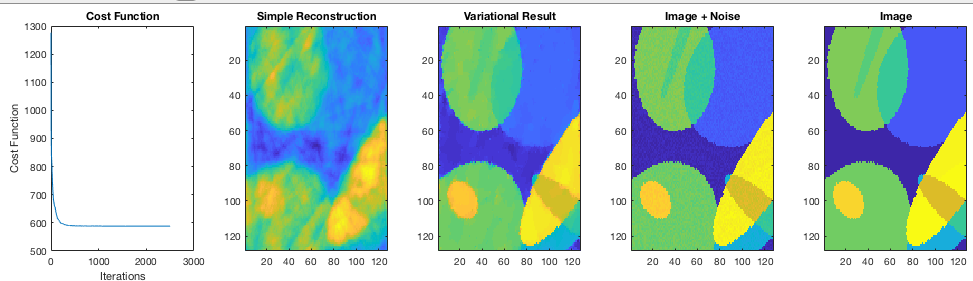 Cost Function
1300
1200
1100
1000
900
800
700
600
500
Cost Function
0 1000 2000 3000
Iterations
Simple Reconstruction
20
40
60
80
100
120
20 40 60 80 100 120
Variational Result
20
40
60
80
100
120
20 40 60 80 100 120
Image + Noise
20
40
60
80
100
120
20 40 60 80 100 120
Image
20
40
60
80
100
120
20 40 60 80 100 120